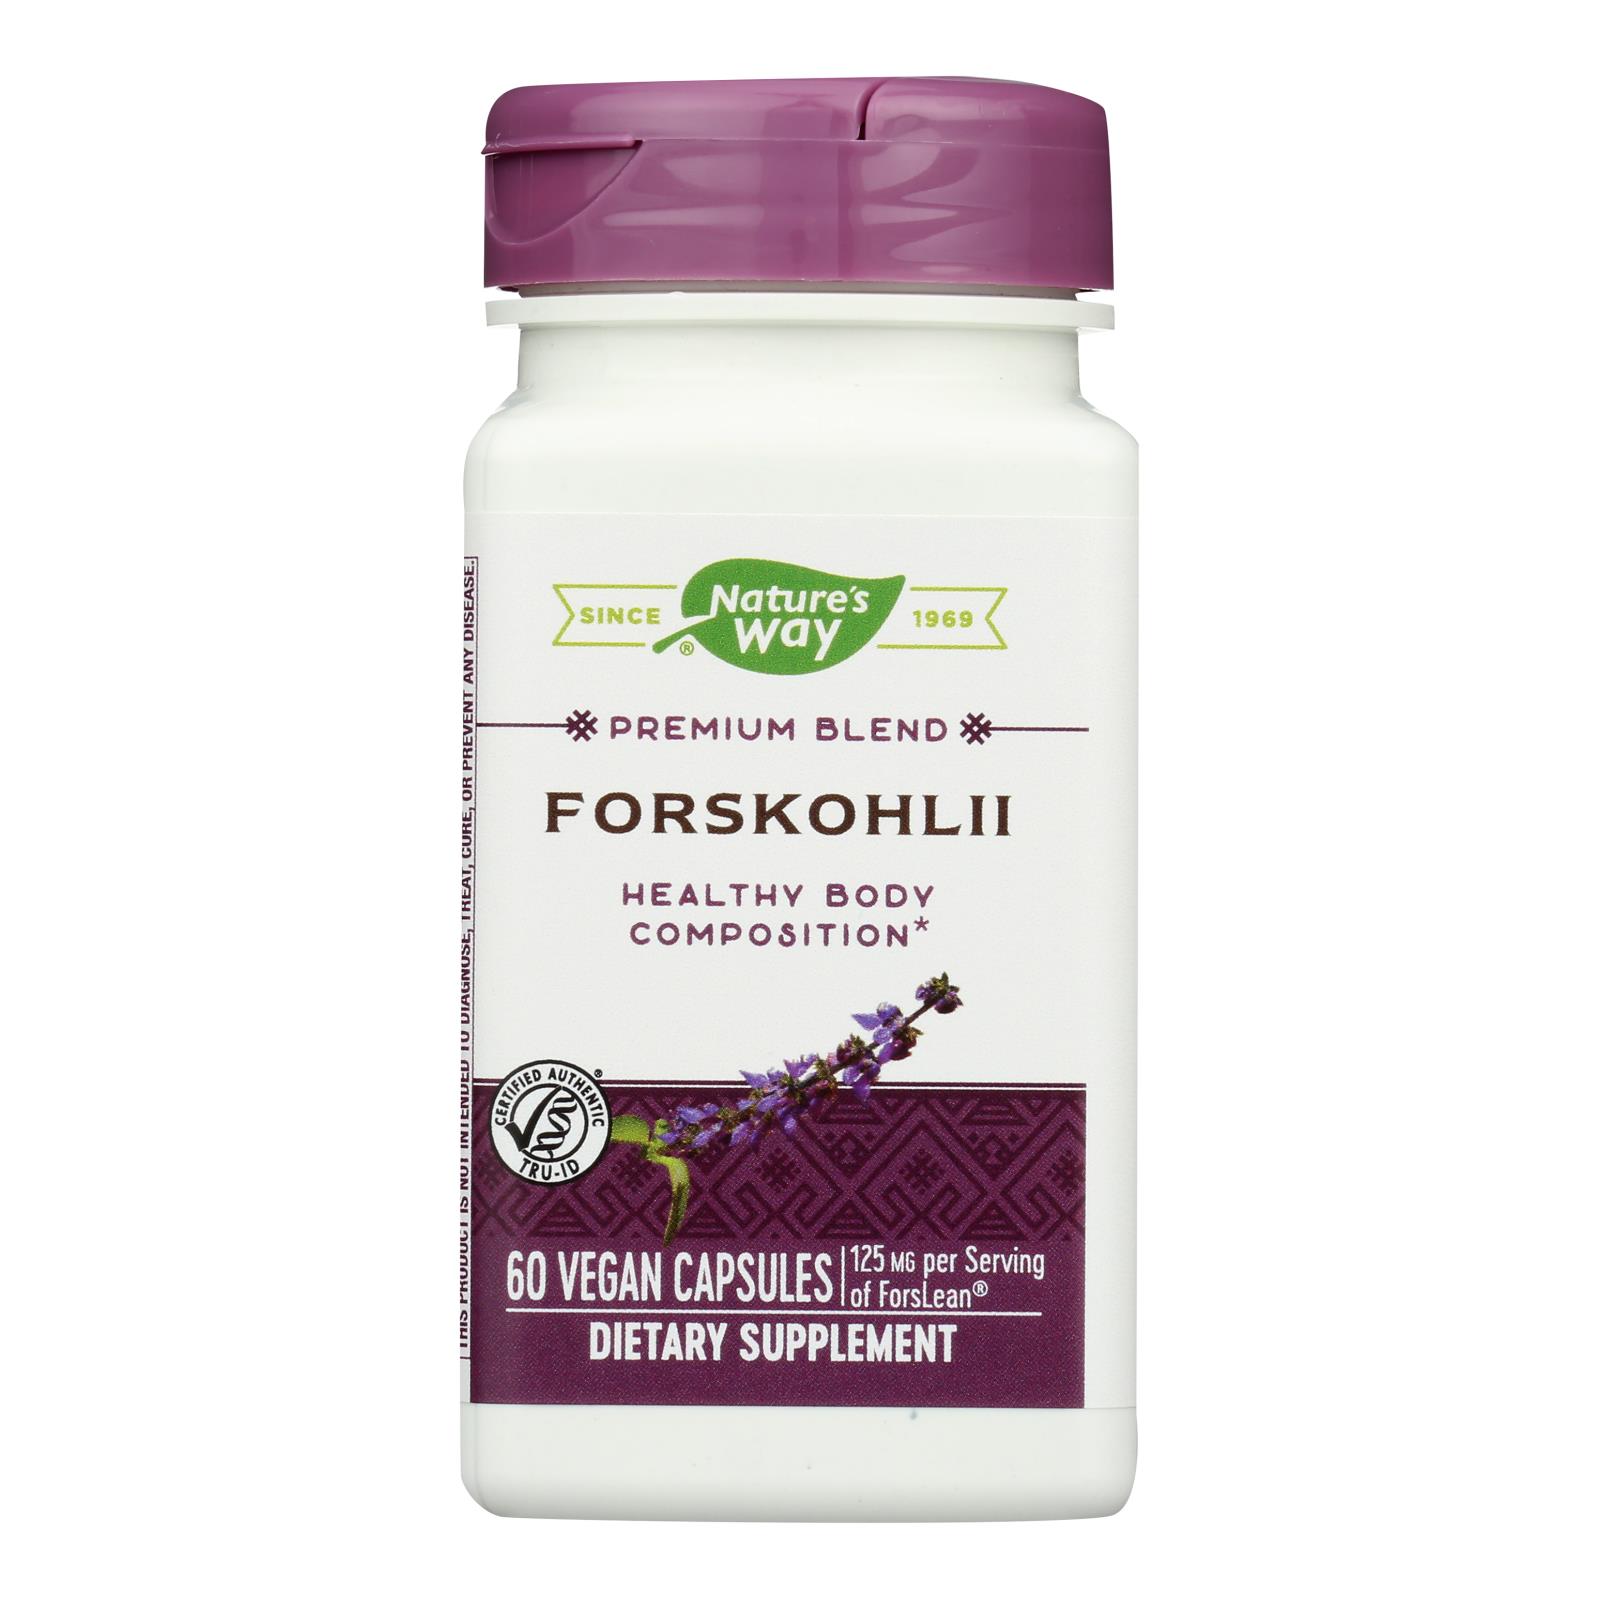 SINCE
Nature's
Way®
1969
PREMIUM BLEND
FORSKOHLII
HEALTHY BODY
COMPOSITION*
CERTIFIED AUTHENTIC®
TRU-ID
60 VEGAN CAPSULES
125 MG per Serving
of ForsLean®
DIETARY SUPPLEMENT
THIS PRODUCT IS NOT INTENDED TO DIAGNOSE, TREAT, CURE, OR PREVENT ANY DISEASE.